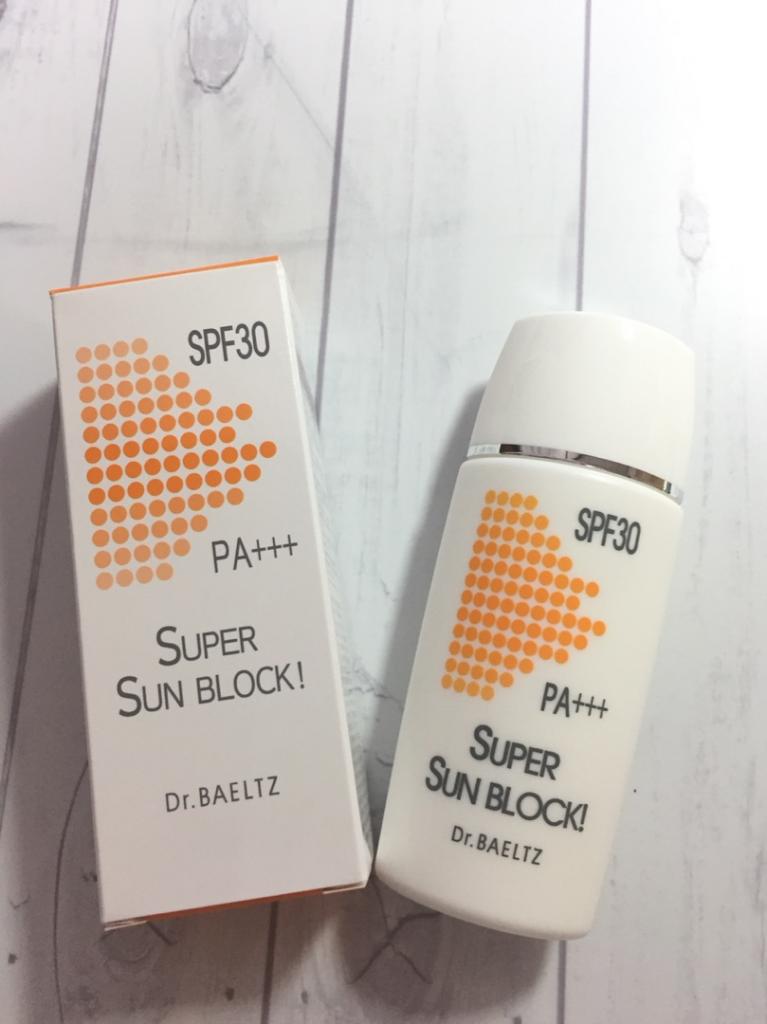 SPF30
PA+++
SUPER
SUN BLOCK!
Dr.BAELTZ
SPF30
PA+++
SUPER
SUN BLOCK!
Dr.BAELTZ